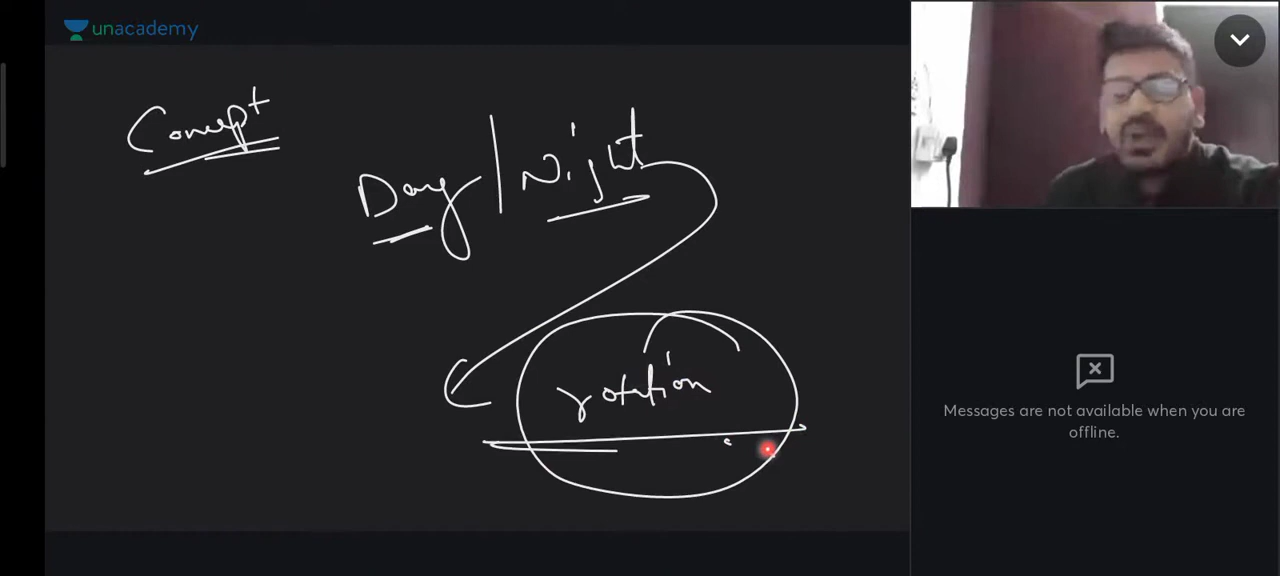 unacademy
Concept
Day | Night
rotation
Messages are not available when you are
offline.